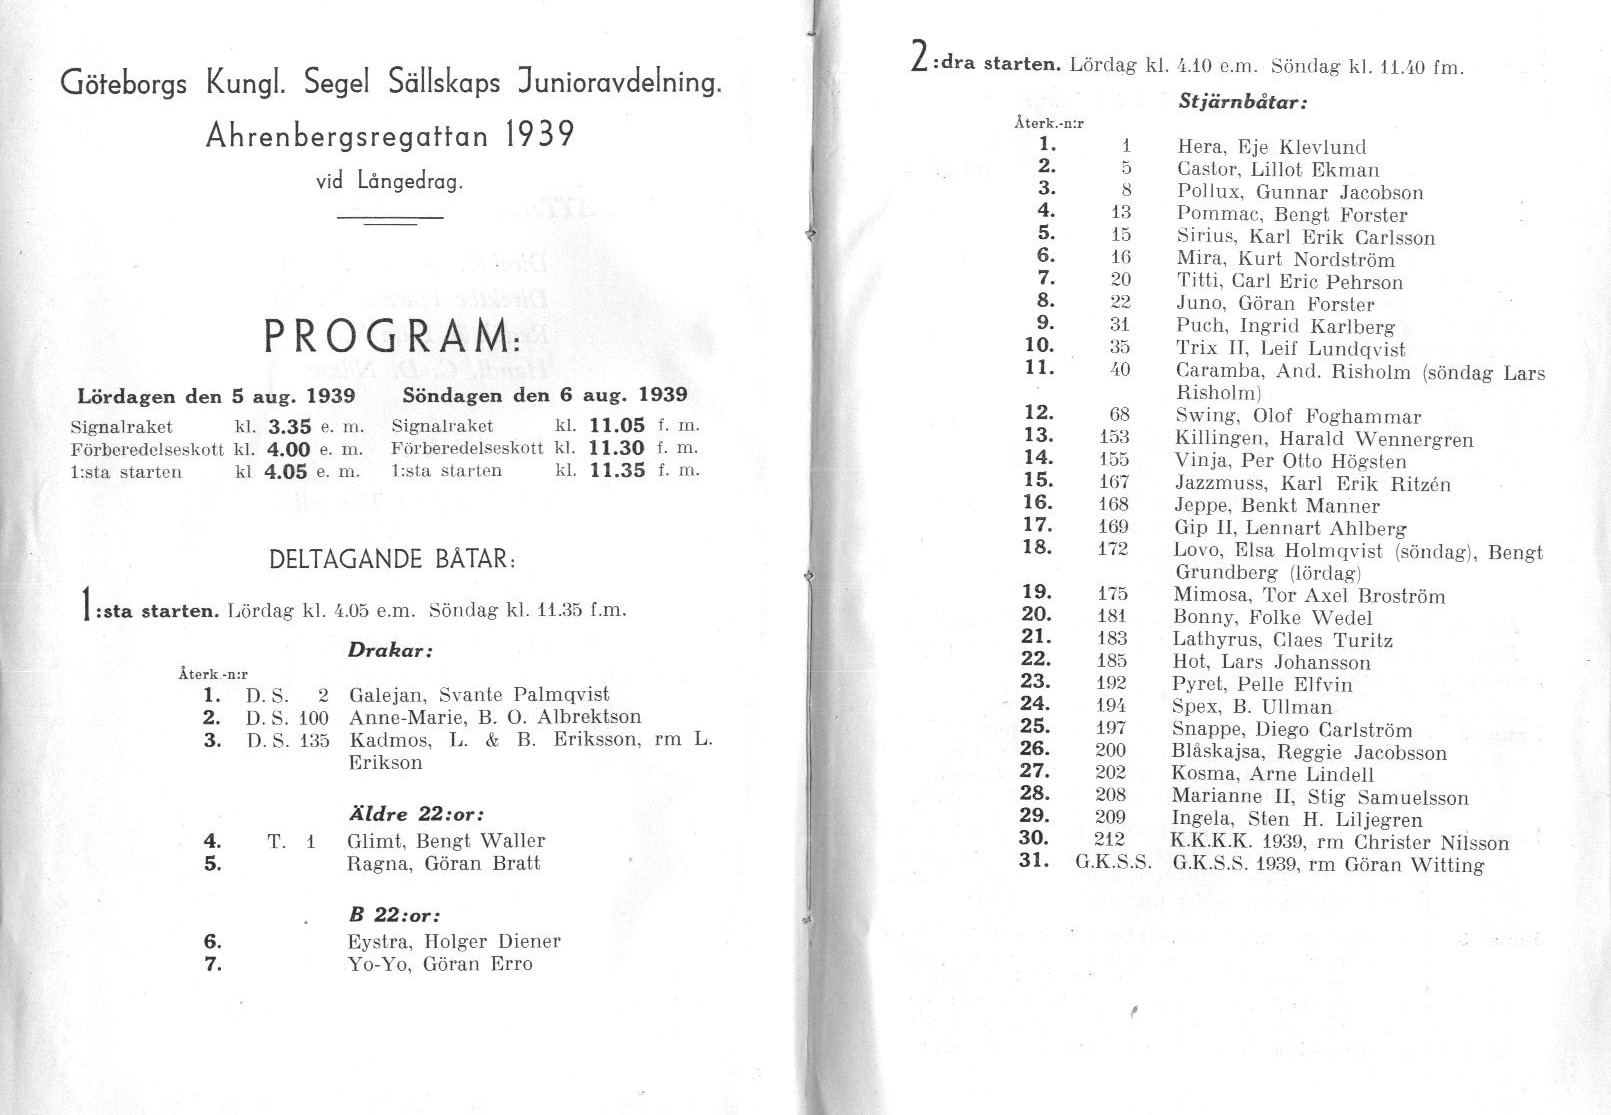 Göteborgs Kungl. Segel Sällskaps Junioravdelning.
Ahrenbergsregattan 1939
vid Långedrag.
PROGRAM:
Lördagen den 5 aug. 1939
Signalraket kl. 3.35 e. m.
Förberedelseskott kl. 4.00 e. m.
1:sta starten kl 4.05 e. m.
Söndagen den 6 aug. 1939
Signalraket kl. 11.05 f. m.
Förberedelseskott kl. 11.30 f. m.
1:sta starten kl. 11.35 f. m.
DELTAGANDE BÅTAR:
1:sta starten. Lördag kl. 4.05 e.m. Söndag kl. 11.35 f.m.
Drakar:
Återk.-n:r
1. D. S. 2 Galejan, Svante Palmqvist
2. D. S. 100 Anne-Marie, B. O. Albrektson
3. D. S. 135 Kadmos, L. & B. Eriksson, rm L.
Erikson
Äldre 22:or:
4. T. 1 Glimt, Bengt Waller
5. Ragna, Göran Bratt
B 22:or:
6. Eystra, Holger Diener
7. Yo-Yo, Göran Erro
2:dra starten. Lördag kl. 4.10 e.m. Söndag kl. 11.40 fm.
Stjärnbåtar:
Återk.-n:r
1. 1 Hera, Eje Klevlund
2. 5 Castor, Lillot Ekman
3. 8 Pollux, Gunnar Jacobson
4. 13 Pommac, Bengt Forster
5. 15 Sirius, Karl Erik Carlsson
6. 16 Mira, Kurt Nordström
7. 20 Titti, Carl Eric Pehrson
8. 22 Juno, Göran Forster
9. 31 Puch, Ingrid Karlberg
10. 35 Trix II, Leif Lundqvist
11. 40 Caramba, And. Risholm (söndag Lars
Risholm)
12. 68 Swing, Olof Foghammar
13. 153 Killingen, Harald Wennergren
14. 155 Vinja, Per Otto Högsten
15. 167 Jazzmuss, Karl Erik Ritzén
16. 168 Jeppe, Benkt Manner
17. 169 Gip II, Lennart Ahlberg
18. 172 Lovo, Elsa Holmqvist (söndag), Bengt
Grundberg (lördag)
19. 175 Mimosa, Tor Axel Broström
20. 181 Bonny, Folke Wedel
21. 183 Lathyrus, Claes Turitz
22. 185 Hot, Lars Johansson
23. 192 Pyret, Pelle Elfvin
24. 194 Spex, B. Ullman
25. 197 Snappe, Diego Carlström
26. 200 Blåskajsa, Reggie Jacobsson
27. 202 Kosma, Arne Lindell
28. 208 Marianne II, Stig Samuelsson
29. 209 Ingela, Sten H. Liljegren
30. 212 K.K.K.K. 1939, rm Christer Nilsson
31. G.K.S.S. G.K.S.S. 1939, rm Göran Witting